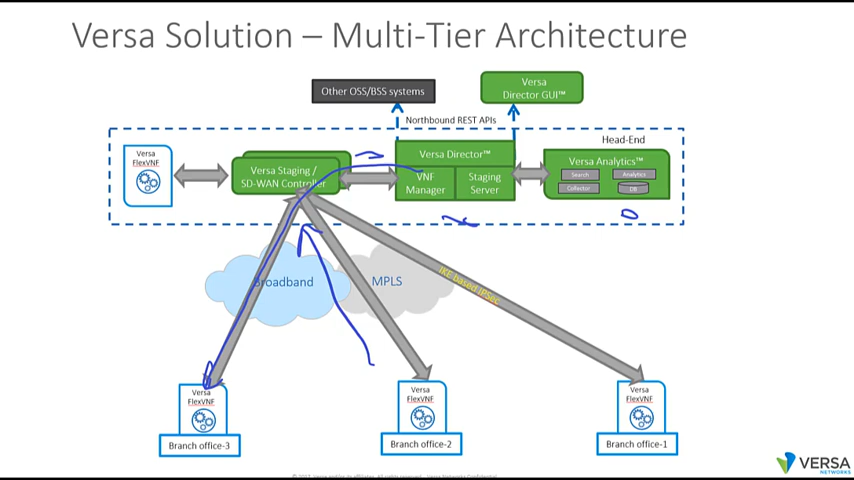 Versa Solution – Multi-Tier Architecture
Other OSS/BSS systems
Versa
Director GUI™
Northbound REST APIs
Head-End
Versa
FlexVNF
Versa Staging /
SD-WAN Controller
Versa Director™
VNF
Manager
Staging
Server
Versa Analytics™
Search
Analytics
Collector
DB
Broadband
MPLS
IKE based IPSec
Versa
FlexVNF
Branch office-3
Versa
FlexVNF
Branch office-2
Versa
FlexVNF
Branch office-1
VERSA
NETWORKS